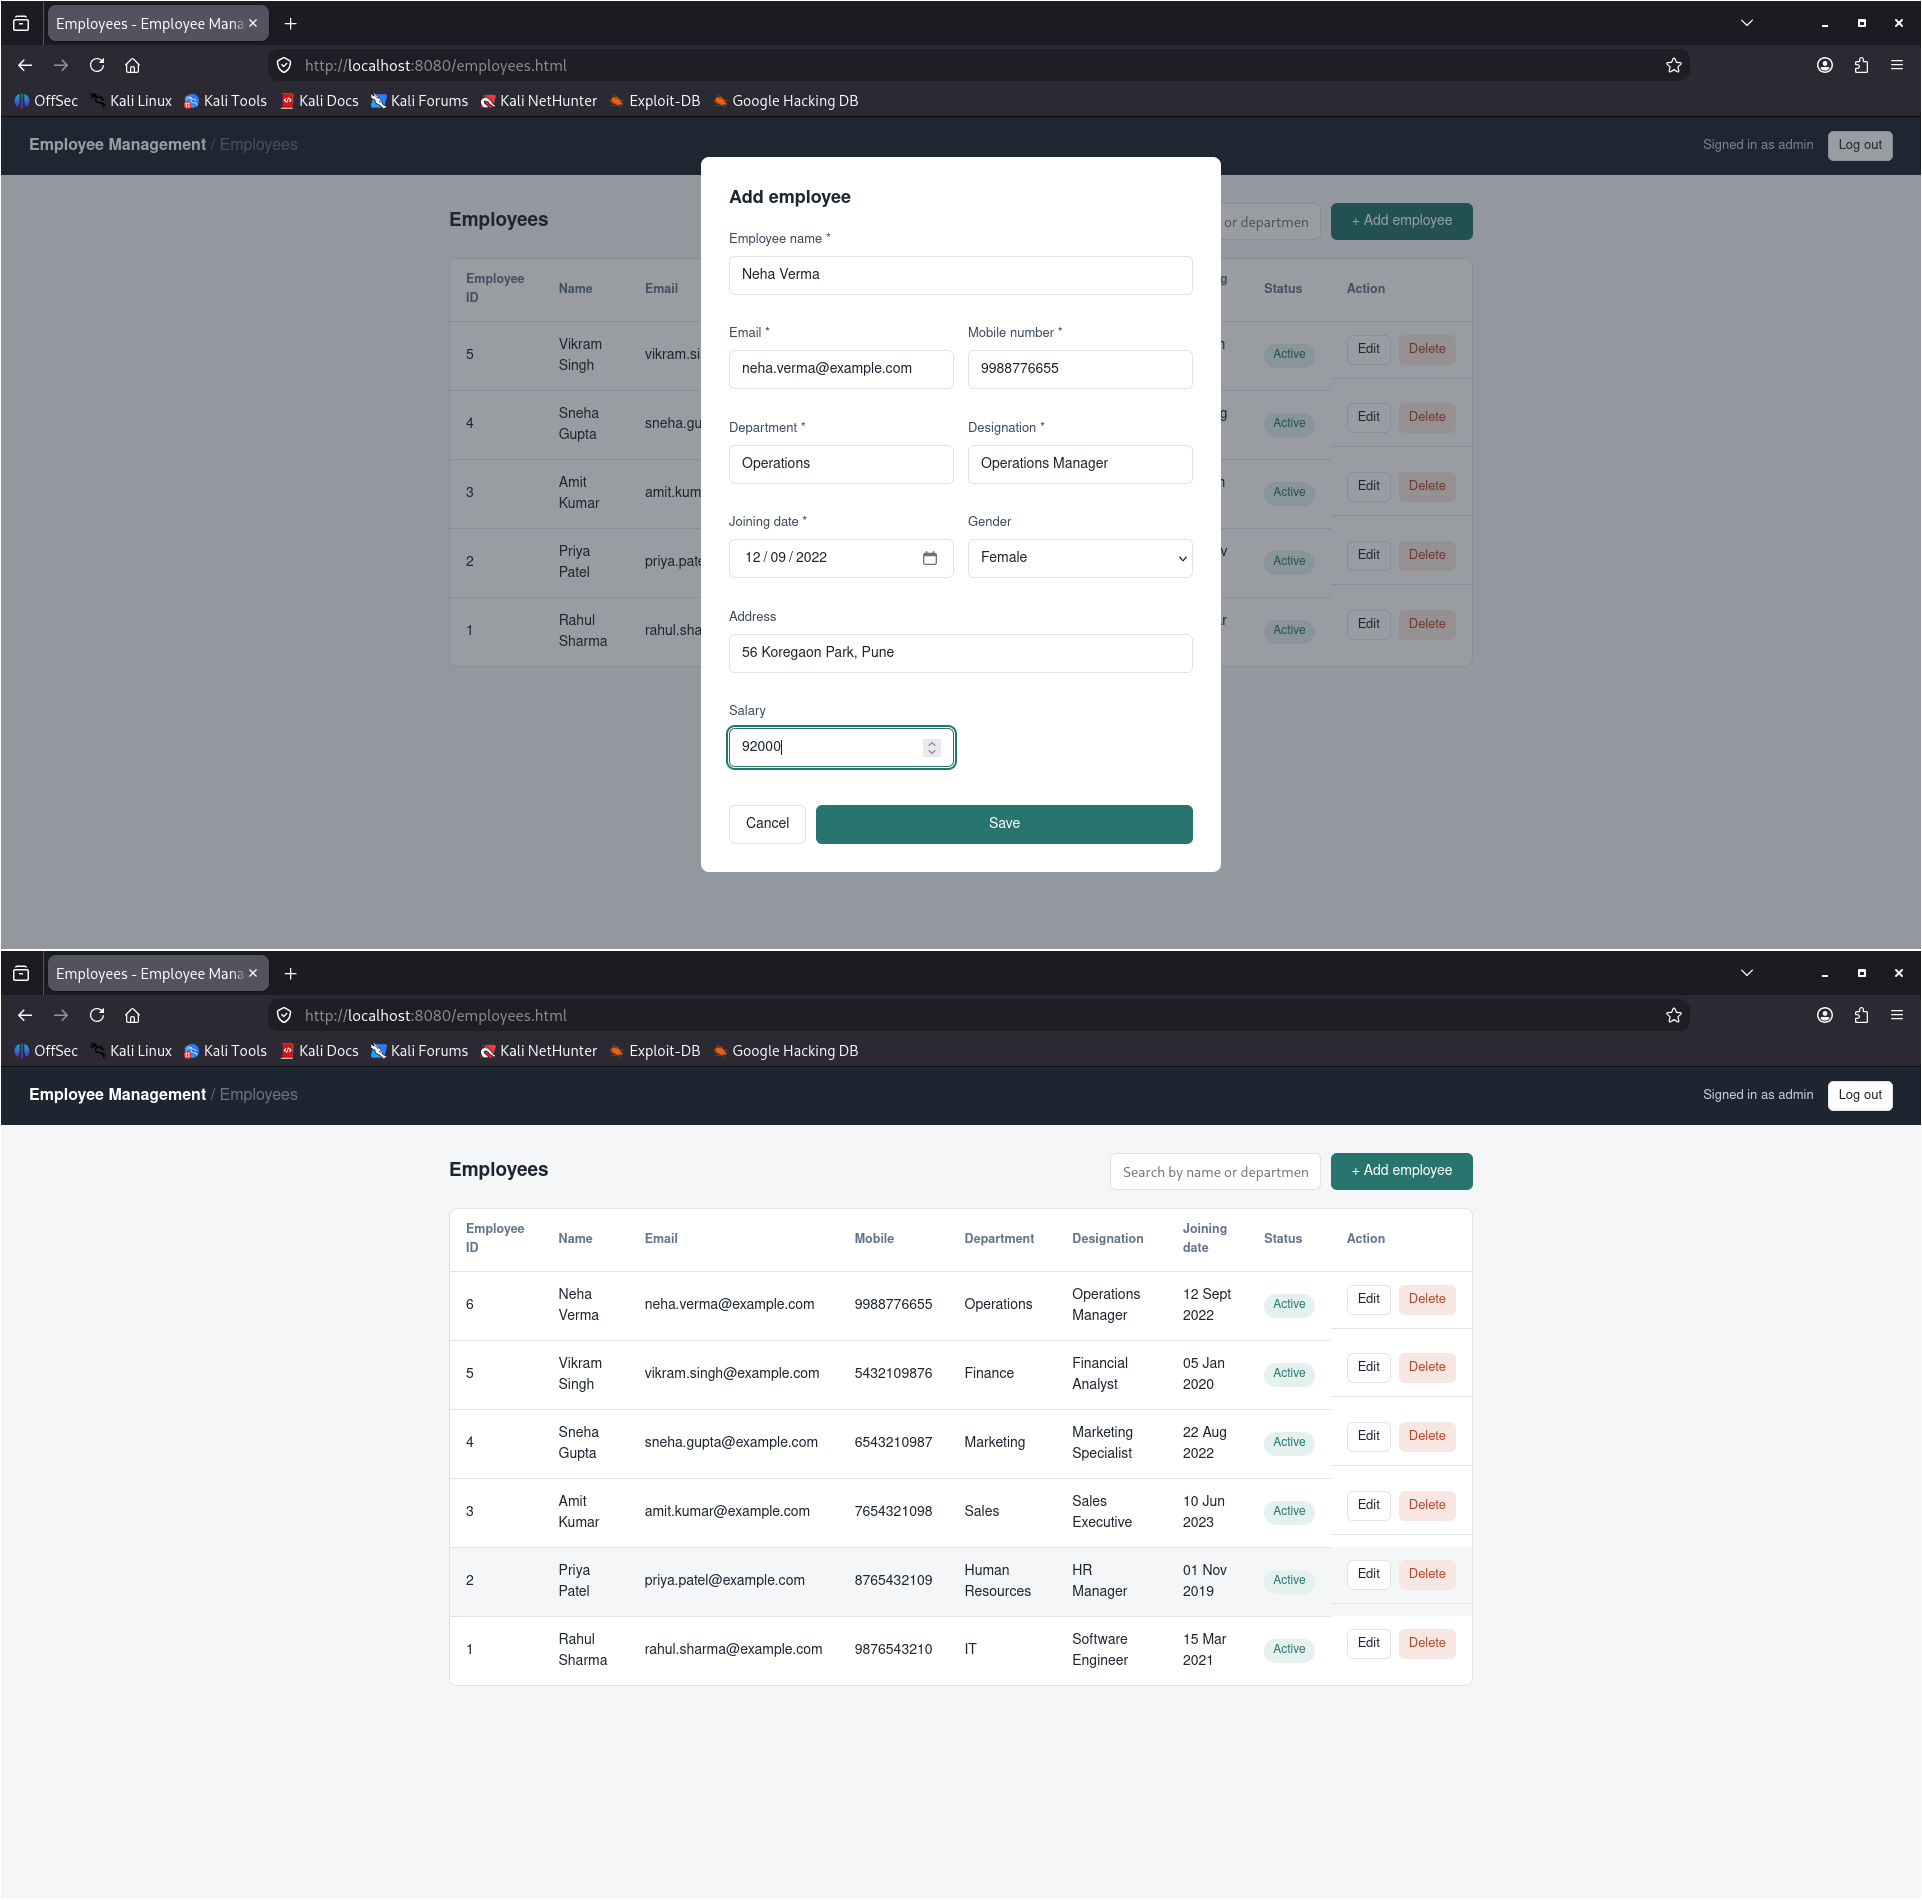 Employees - Employee Mana
http://localhost:8080/employees.html
OffSec Kali Linux Kali Tools Kali Docs Kali Forums Kali NetHunter Exploit-DB Google Hacking DB
Employee Management / Employees
Signed in as admin
Log out
Employees
or departmen
+ Add employee
Employee ID Name Email g Status Action
5 Vikram Singh vikram.si n Active Edit Delete
4 Sneha Gupta sneha.gu g Active Edit Delete
3 Amit Kumar amit.kum n Active Edit Delete
2 Priya Patel priya.pate v Active Edit Delete
1 Rahul Sharma rahul.sha r Active Edit Delete
Add employee
Employee name *
Neha Verma
Email * Mobile number *
neha.verma@example.com 9988776655
Department * Designation *
Operations Operations Manager
Joining date * Gender
12 / 09 / 2022 Female
Address
56 Koregaon Park, Pune
Salary
92000
Cancel Save
Employees - Employee Mana
http://localhost:8080/employees.html
OffSec Kali Linux Kali Tools Kali Docs Kali Forums Kali NetHunter Exploit-DB Google Hacking DB
Employee Management / Employees
Signed in as admin
Log out
Employees
Search by name or departmen
+ Add employee
Employee ID Name Email Mobile Department Designation Joining date Status Action
6 Neha Verma neha.verma@example.com 9988776655 Operations Operations Manager 12 Sept 2022 Active Edit Delete
5 Vikram Singh vikram.singh@example.com 5432109876 Finance Financial Analyst 05 Jan 2020 Active Edit Delete
4 Sneha Gupta sneha.gupta@example.com 6543210987 Marketing Marketing Specialist 22 Aug 2022 Active Edit Delete
3 Amit Kumar amit.kumar@example.com 7654321098 Sales Sales Executive 10 Jun 2023 Active Edit Delete
2 Priya Patel priya.patel@example.com 8765432109 Human Resources HR Manager 01 Nov 2019 Active Edit Delete
1 Rahul Sharma rahul.sharma@example.com 9876543210 IT Software Engineer 15 Mar 2021 Active Edit Delete